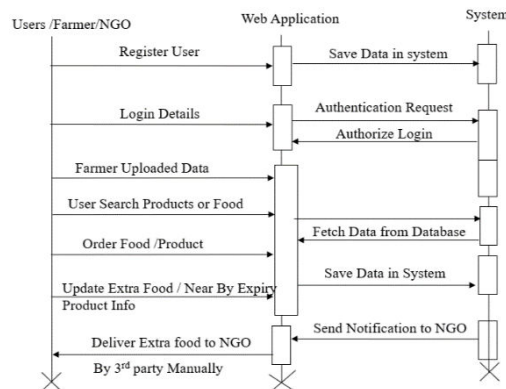 Users /Farmer/NGO Web Application System
Register User Save Data in system
Login Details Authentication Request
Authorize Login
Farmer Uploaded Data
User Search Products or Food
Fetch Data from Database
Order Food /Product
Save Data in System
Update Extra Food / Near By Expiry
Product Info
Send Notification to NGO
Deliver Extra food to NGO
By 3rd party Manually